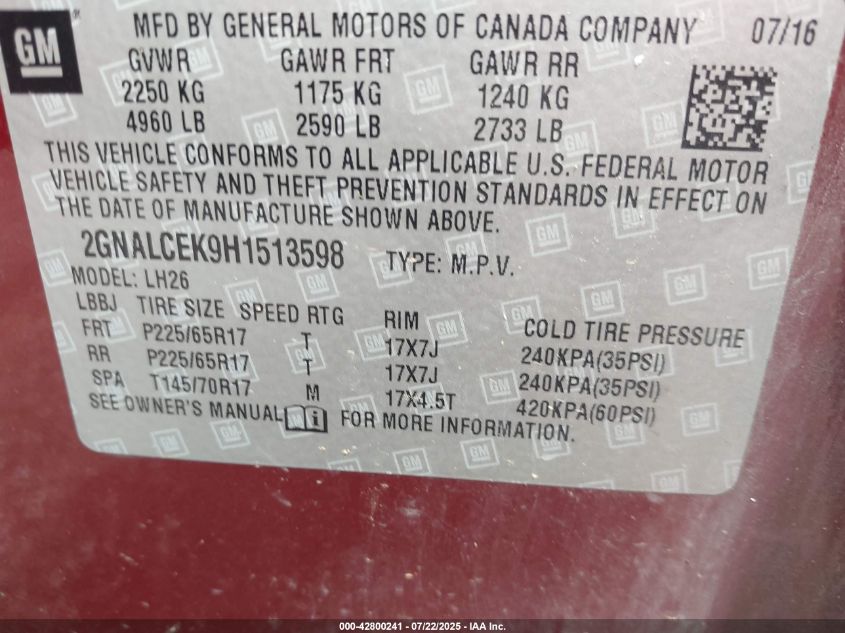 GM
MFD BY GENERAL MOTORS OF CANADA COMPANY 07/16
GVWR GAWR FRT GAWR RR
2250 KG 1175 KG 1240 KG
4960 LB 2590 LB 2733 LB
THIS VEHICLE CONFORMS TO ALL APPLICABLE U.S. FEDERAL MOTOR
VEHICLE SAFETY AND THEFT PREVENTION STANDARDS IN EFFECT ON
THE DATE OF MANUFACTURE SHOWN ABOVE.
2GNALCEK9H1513598 TYPE: M.P.V.
MODEL: LH26
LBBJ TIRE SIZE SPEED RTG RIM COLD TIRE PRESSURE
FRT P225/65R17 T 17X7J 240KPA(35PSI)
RR P225/65R17 T 17X7J 240KPA(35PSI)
SPA T145/70R17 M 17X4.5T 420KPA(60PSI)
SEE OWNER'S MANUAL FOR MORE INFORMATION.
000-42800241 - 07/22/2025 - IAA Inc.